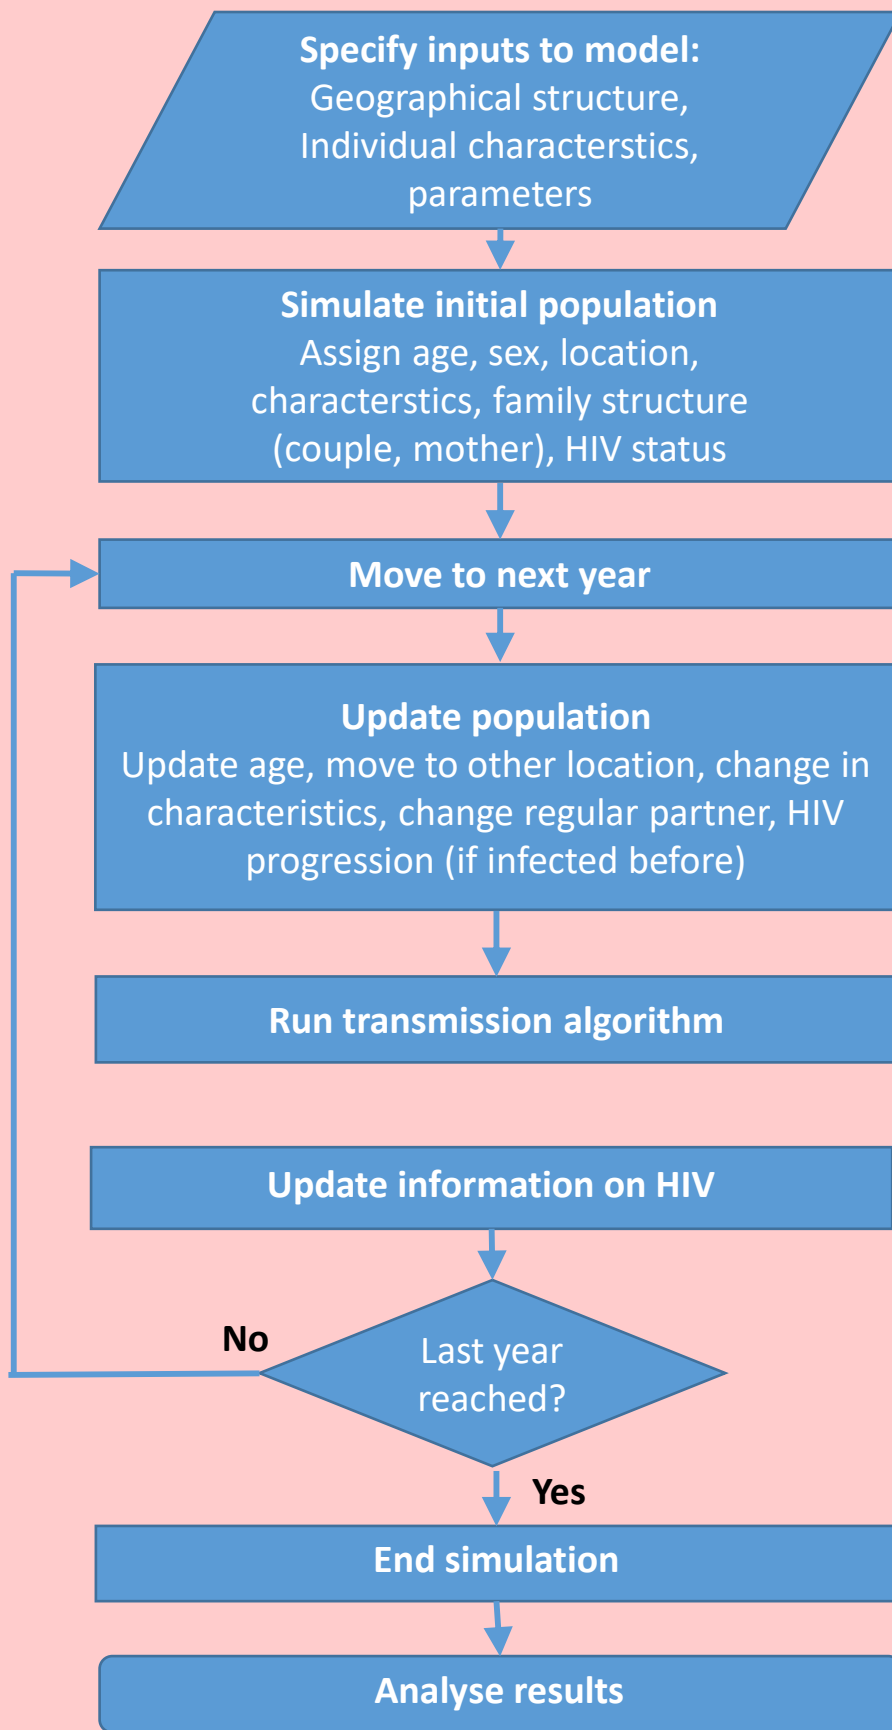 Specify inputs to model:
Geographical structure,
Individual characterstics,
parameters
Simulate initial population
Assign age, sex, location,
characterstics, family structure
(couple, mother), HIV status
Move to next year
Update population
Update age, move to other location, change in
characteristics, change regular partner, HIV
progression (if infected before)
Run transmission algorithm
Update information on HIV
No
Last year
reached?
Yes
End simulation
Analyse results